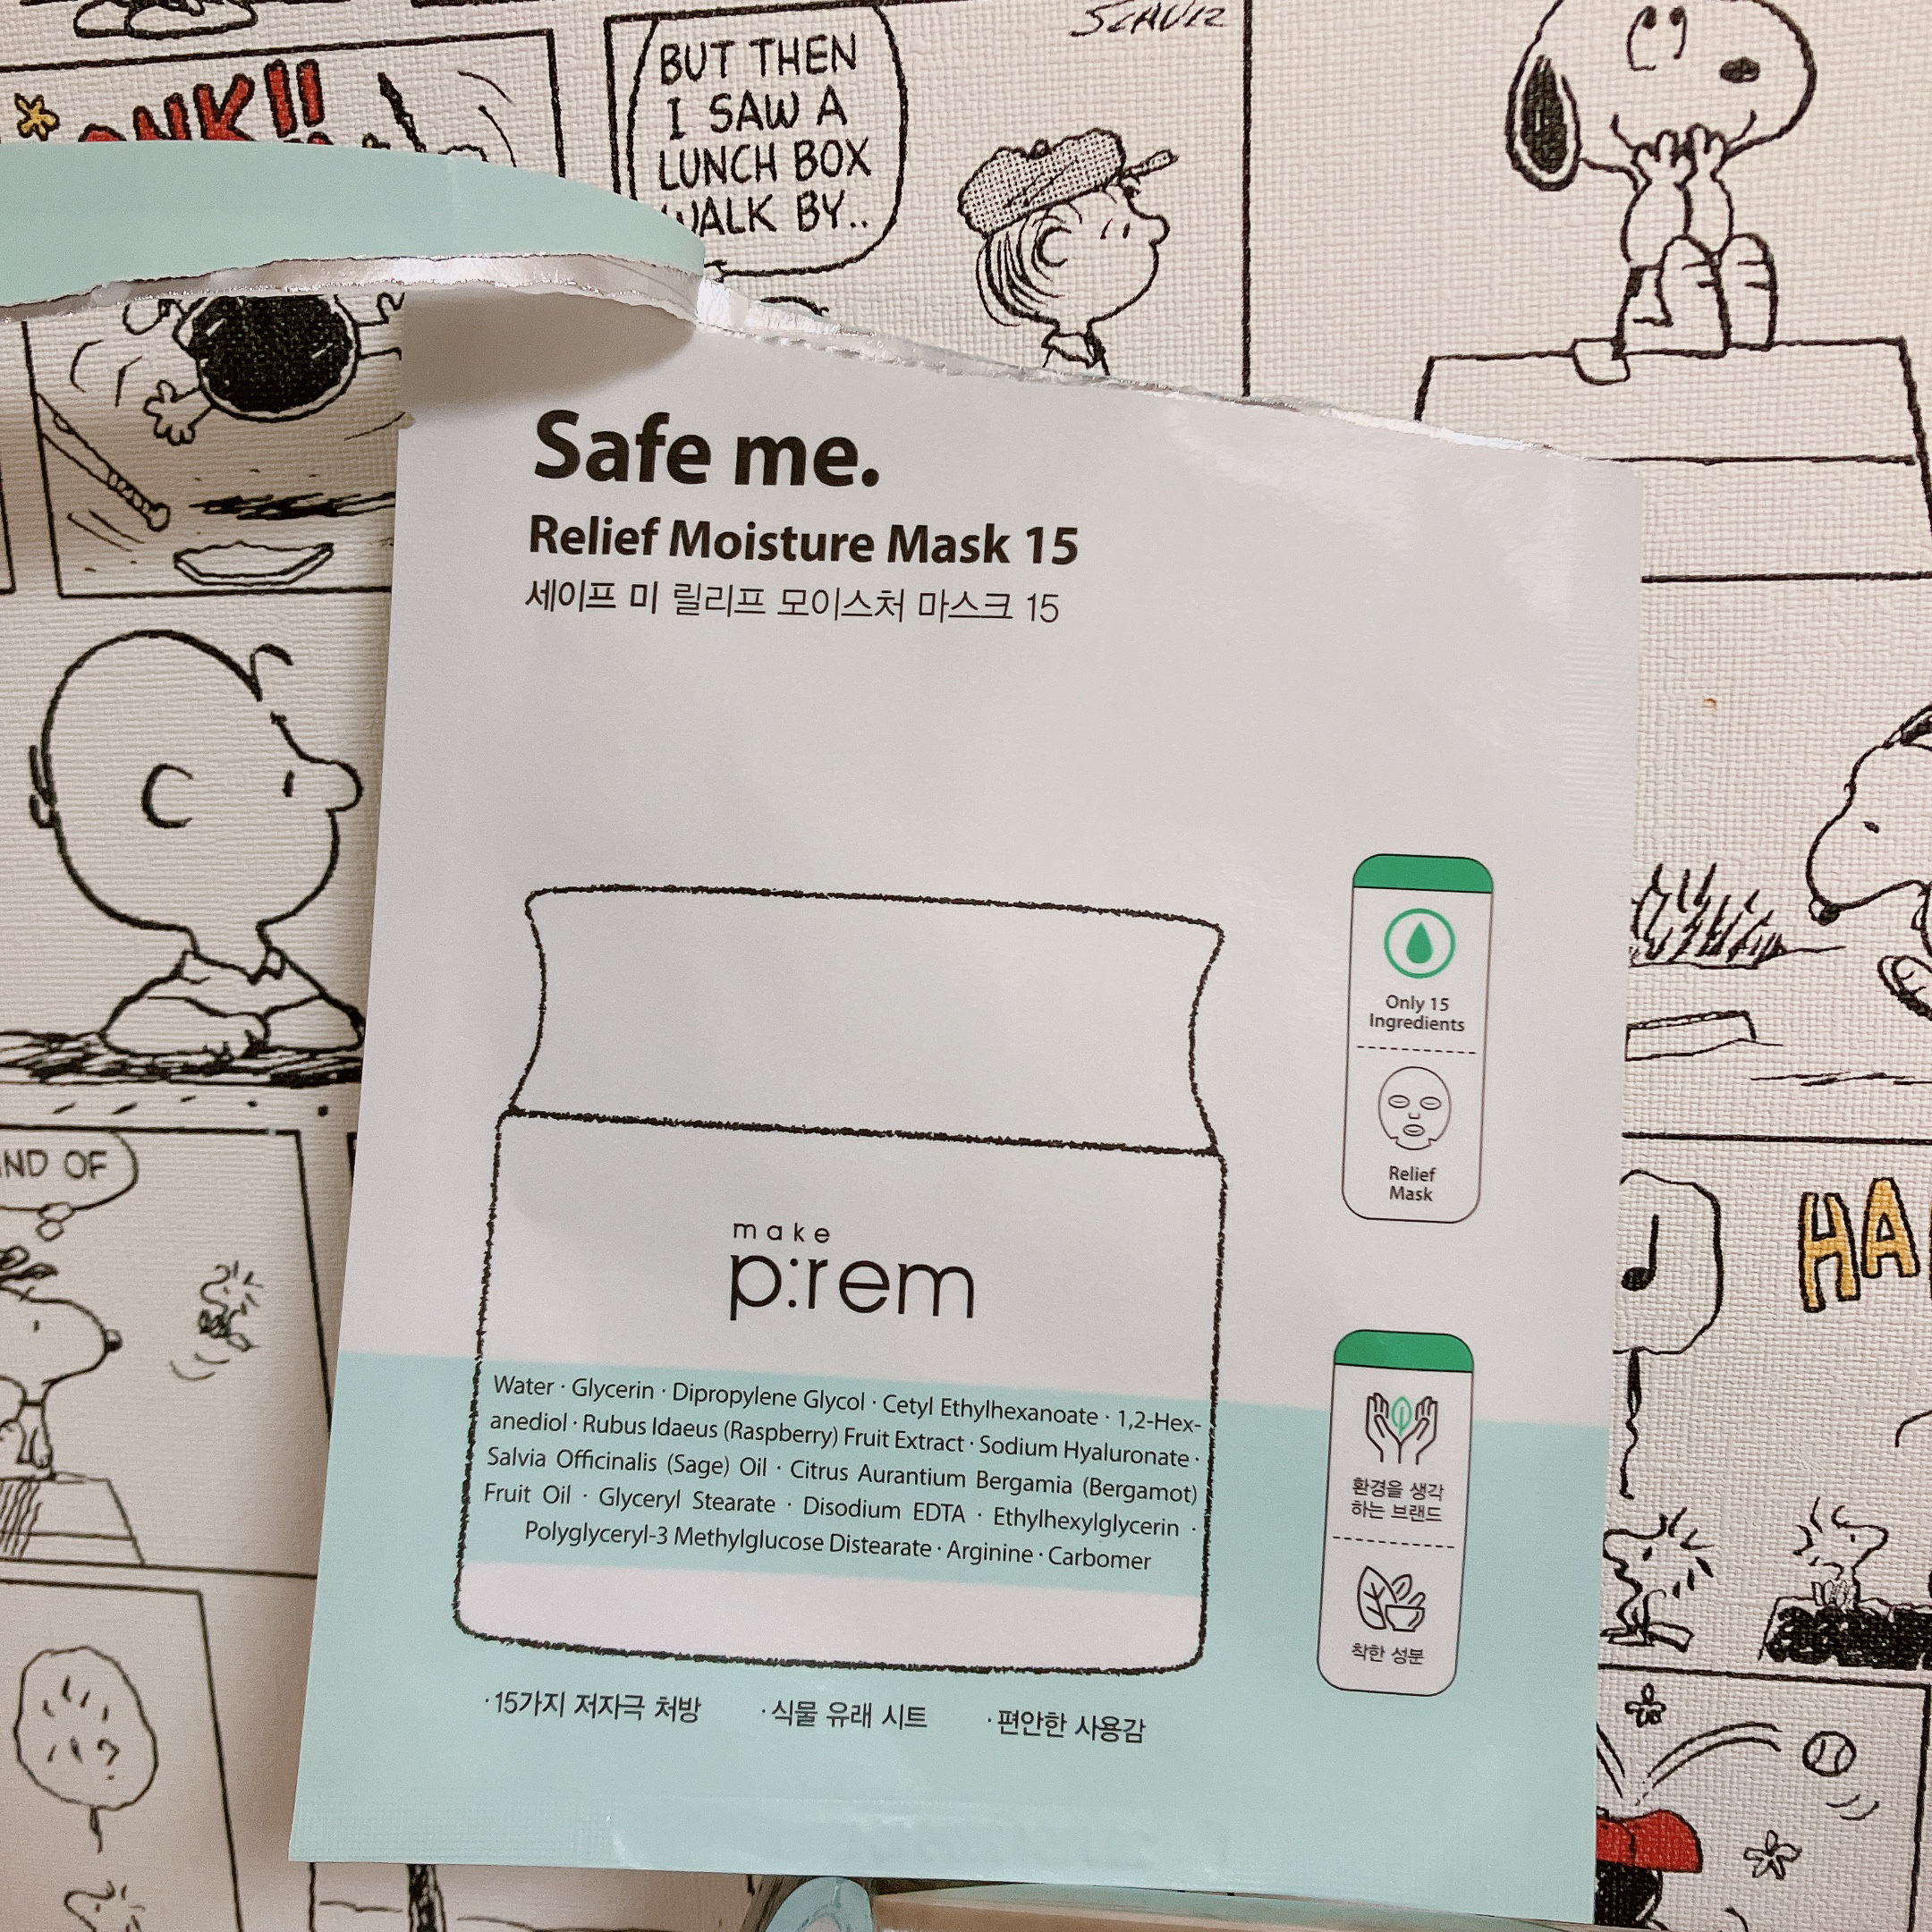 SCHULZ
BUT THEN
I SAW A
LUNCH BOX
WALK BY..
Safe me.
Relief Moisture Mask 15
세이프 미 릴리프 모이스처 마스크 15
Only 15
Ingredients
Relief
Mask
make
p:rem
Water · Glycerin · Dipropylene Glycol · Cetyl Ethylhexanoate · 1,2-Hex-
anediol · Rubus Idaeus (Raspberry) Fruit Extract · Sodium Hyaluronate ·
Salvia Officinalis (Sage) Oil · Citrus Aurantium Bergamia (Bergamot)
Fruit Oil · Glyceryl Stearate · Disodium EDTA · Ethylhexylglycerin ·
Polyglyceryl-3 Methylglucose Distearate · Arginine · Carbomer
환경을 생각
하는 브랜드
착한 성분
·15가지 저자극 처방 ·식물 유래 시트 ·편안한 사용감
OF
HA